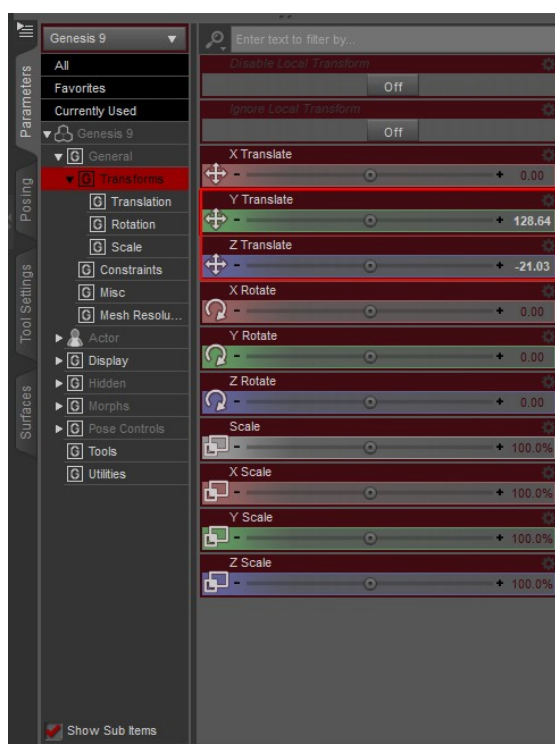 Genesis 9
Enter text to filter by...
All
Favorites
Currently Used
Genesis 9
General
Transforms
Translation
Rotation
Scale
Constraints
Misc
Mesh Resolu...
Actor
Display
Hidden
Morphs
Pose Controls
Tools
Utilities
Show Sub Items
Parameters
Posing
Tool Settings
Surfaces
Disable Local Transform
Off
Ignore Local Transform
Off
X Translate
- + 0.00
Y Translate
- + 128.64
Z Translate
- + -21.03
X Rotate
- + 0.00
Y Rotate
- + 0.00
Z Rotate
- + 0.00
Scale
- + 100.0%
X Scale
- + 100.0%
Y Scale
- + 100.0%
Z Scale
- + 100.0%